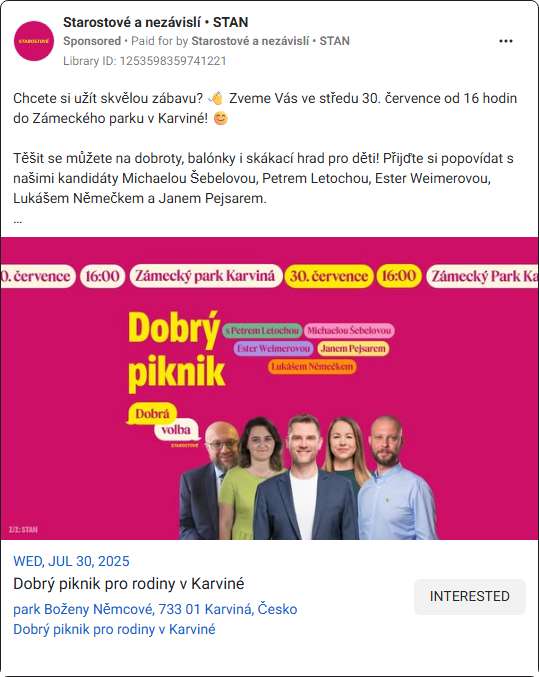 STAROSTOVÉ
Starostové a nezávislí • STAN
Sponsored • Paid for by Starostové a nezávislí • STAN
Library ID: 1253598359741221
Chcete si užít skvělou zábavu? 👏 Zveme Vás ve středu 30. července od 16 hodin
do Zámeckého parku v Karviné! 😊
Těšit se můžete na dobroty, balónky i skákací hrad pro děti! Přijďte si popovídat s
našimi kandidáty Michaelou Šebelovou, Petrem Letochou, Ester Weimerovou,
Lukášem Němečkem a Janem Pejsarem.
...
0. července 16:00 Zámecký park Karviná 30. července 16:00 Zámecký Park Ka
Dobrý
piknik
s Petrem Letochou Michaelou Šebelovou
Ester Weimerovou Janem Pejsarem
Lukášem Němečkem
Dobrá
volba
STAROSTOVÉ
Z/Z: STAN
WED, JUL 30, 2025
Dobrý piknik pro rodiny v Karviné
INTERESTED
park Boženy Němcové, 733 01 Karviná, Česko
Dobrý piknik pro rodiny v Karviné